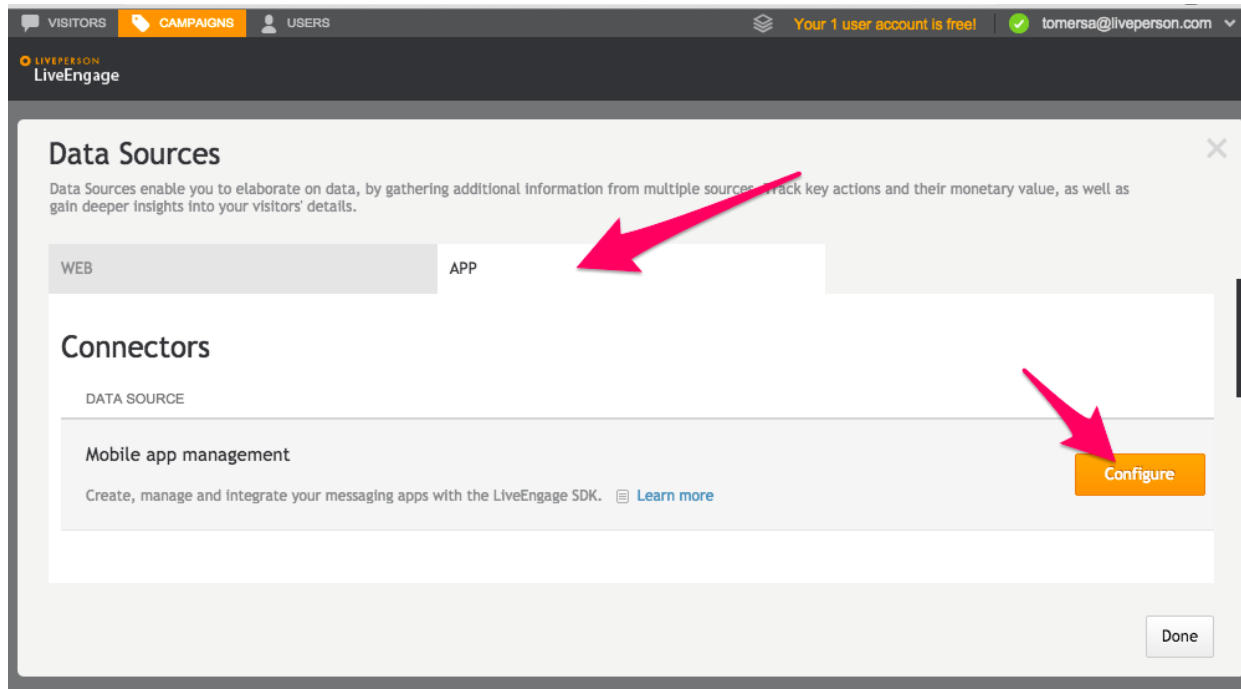 VISITORS CAMPAIGNS USERS Your 1 user account is free! tomersa@liveperson.com
LIVEPERSON
LiveEngage
Data Sources
Data Sources enable you to elaborate on data, by gathering additional information from multiple sources. Track key actions and their monetary value, as well as
gain deeper insights into your visitors' details.
WEB APP
Connectors
DATA SOURCE
Mobile app management
Configure
Create, manage and integrate your messaging apps with the LiveEngage SDK. Learn more
Done